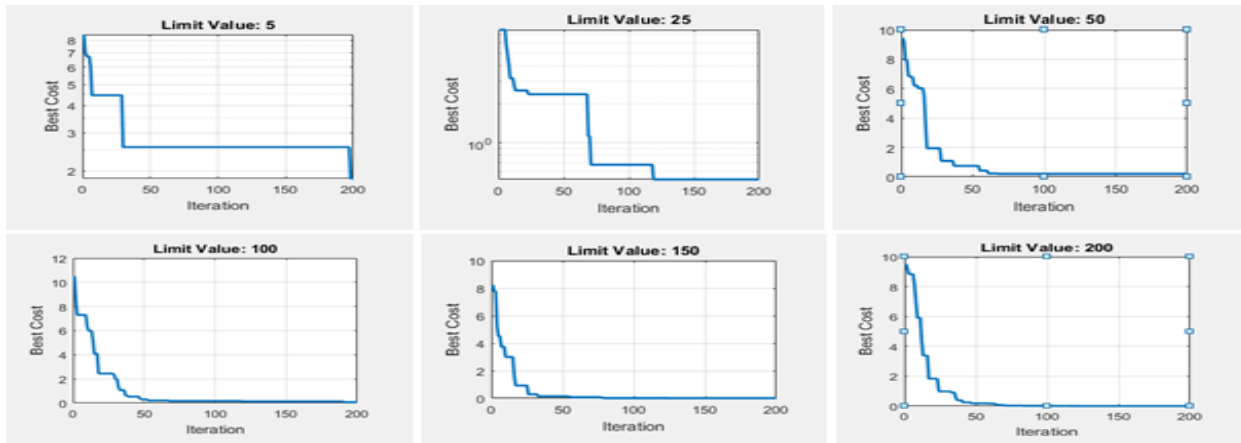 Limit Value: 5
8
7
6
5
4
3
2
Best Cost
0 50 100 150 200
Iteration
Limit Value: 25
10⁰
Best Cost
0 50 100 150 200
Iteration
Limit Value: 50
10
8
6
4
2
0
Best Cost
0 50 100 150 200
Iteration
Limit Value: 100
12
10
8
6
4
2
0
Best Cost
0 50 100 150 200
Iteration
Limit Value: 150
10
8
6
4
2
0
Best Cost
0 50 100 150 200
Iteration
Limit Value: 200
10
8
6
4
2
0
Best Cost
0 50 100 150 200
Iteration